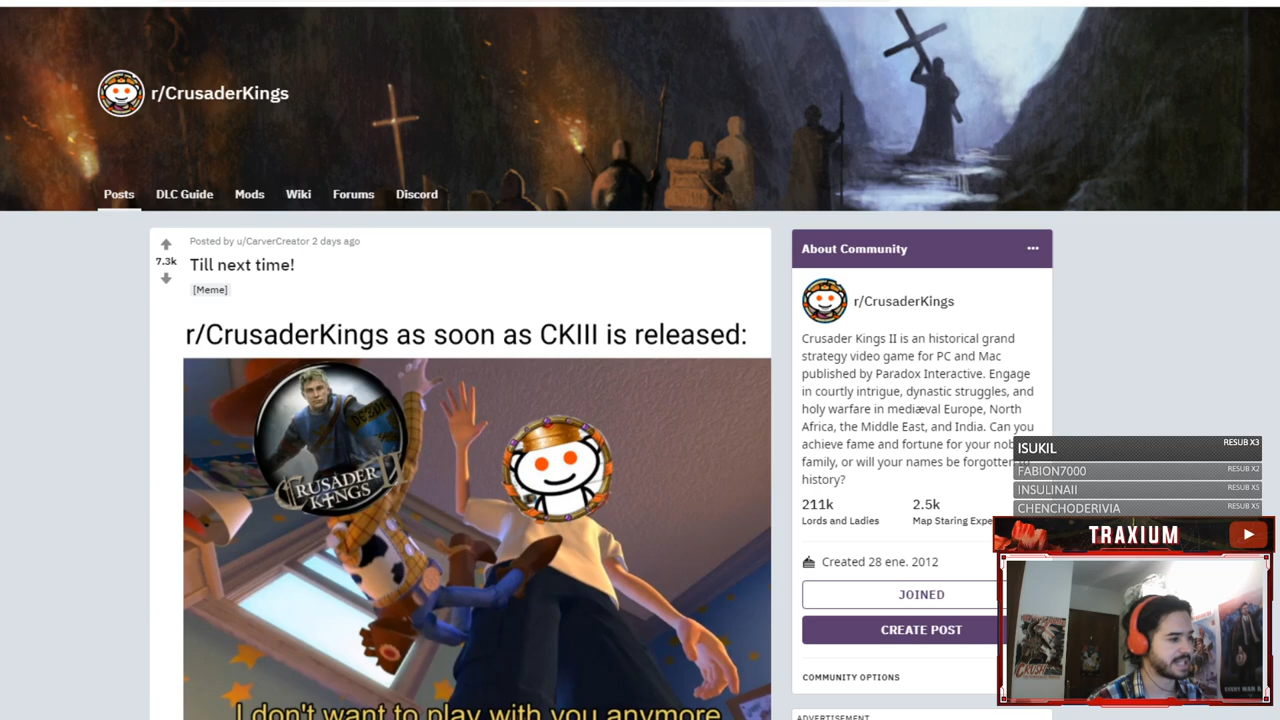 r/CrusaderKings
Posts DLC Guide Mods Wiki Forums Discord
Posted by u/CarverCreator 2 days ago
7.3k
Till next time!
[Meme]
r/CrusaderKings as soon as CKIII is released:
CRUSADER
KINGS II
I don't want to play with you anymore
About Community
r/CrusaderKings
Crusader Kings II is an historical grand
strategy video game for PC and Mac
published by Paradox Interactive. Engage
in courtly intrigue, dynastic struggles, and
holy warfare in mediæval Europe, North
Africa, the Middle East, and India. Can you
achieve fame and fortune for your
family, or will your names be forgotten
history?
211k 2.5k
Lords and Ladies Map Staring
Created 28 ene. 2012
JOINED
CREATE POST
COMMUNITY OPTIONS
ADVERTISEMENT
ISUKIL RESUB X3
FABION7000 RESUB X2
INSULINAII RESUB X5
CHENCHODERIVIA RESUB X5
TRAXIUM